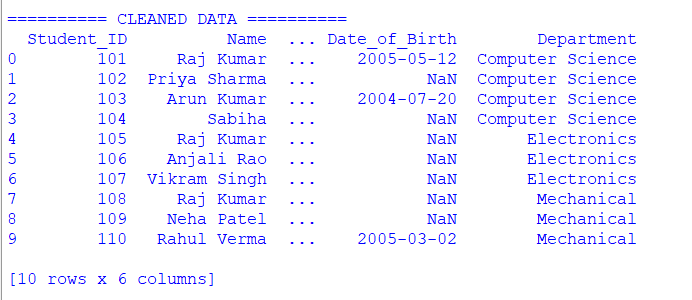 ========== CLEANED DATA ==========
  Student_ID          Name  ... Date_of_Birth        Department
0        101     Raj Kumar  ...    2005-05-12  Computer Science
1        102  Priya Sharma  ...           NaN  Computer Science
2        103    Arun Kumar  ...    2004-07-20  Computer Science
3        104        Sabiha  ...           NaN  Computer Science
4        105     Raj Kumar  ...           NaN       Electronics
5        106    Anjali Rao  ...           NaN       Electronics
6        107  Vikram Singh  ...           NaN       Electronics
7        108     Raj Kumar  ...           NaN        Mechanical
8        109    Neha Patel  ...           NaN        Mechanical
9        110   Rahul Verma  ...    2005-03-02        Mechanical
[10 rows x 6 columns]